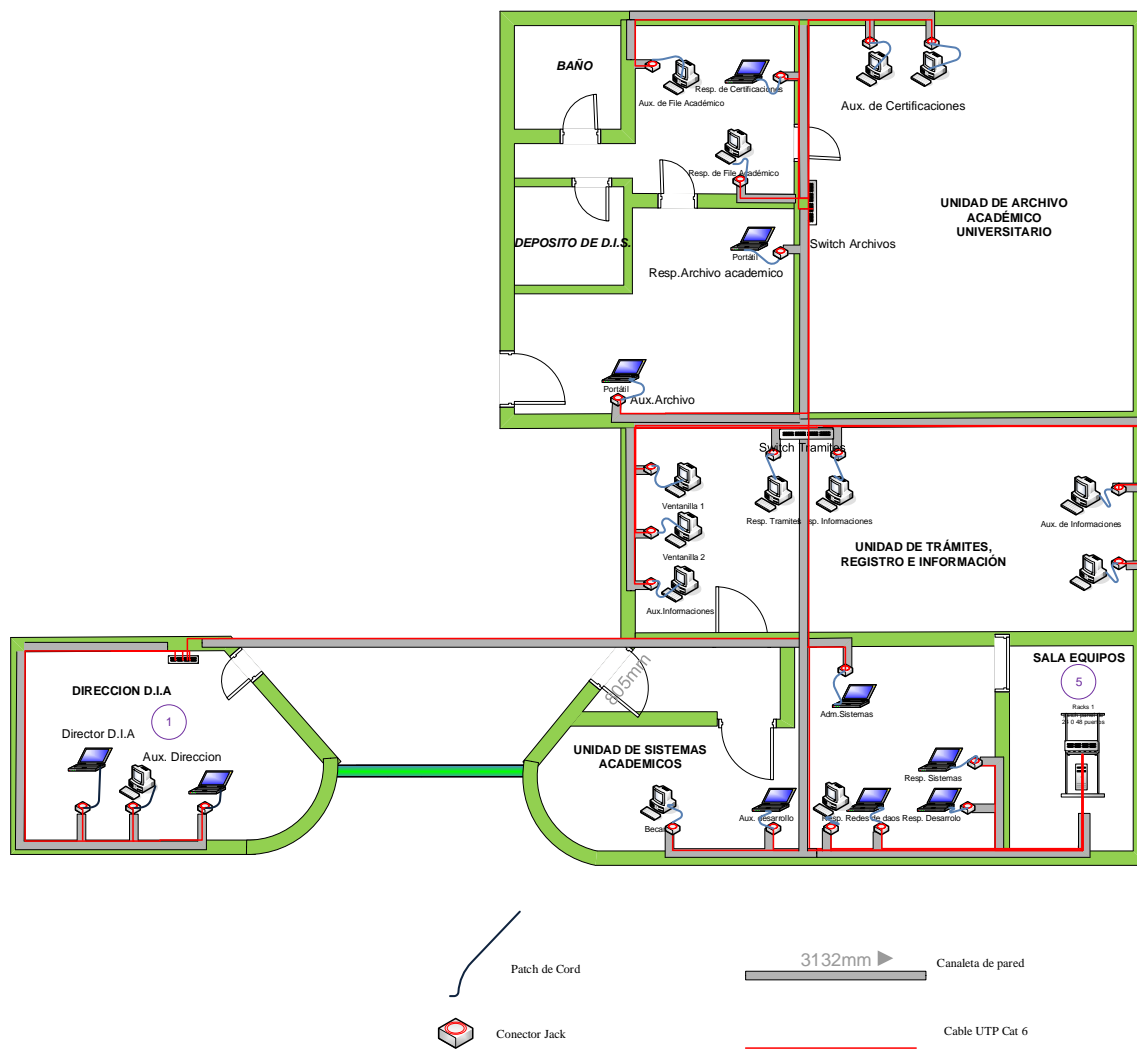 BAÑO
Resp. de Certificaciones
Aux. de File Académico
Aux. de Certificaciones
Resp. de File Académico
UNIDAD DE ARCHIVO
ACADÉMICO
UNIVERSITARIO
DEPOSITO DE D.I.S.
Switch Archivos
Portátil
Resp.Archivo academico
Portátil
Aux.Archivo
Switch Tramites
Ventanilla 1
Resp. Tramites
sp. Informaciones
Aux. de Informaciones
Ventanilla 2
UNIDAD DE TRÁMITES,
REGISTRO E INFORMACIÓN
Aux.Informaciones
805mm
SALA EQUIPOS
5
DIRECCION D.I.A
1
Adm.Sistemas
Racks 1
Director D.I.A
Aux. Direccion
UNIDAD DE SISTEMAS
ACADEMICOS
Resp. Sistemas
Aux. desarrollo
Resp. Redes de daos
Resp. Desarrolo
3132mm
Patch de Cord
Canaleta de pared
Conector Jack
Cable UTP Cat 6